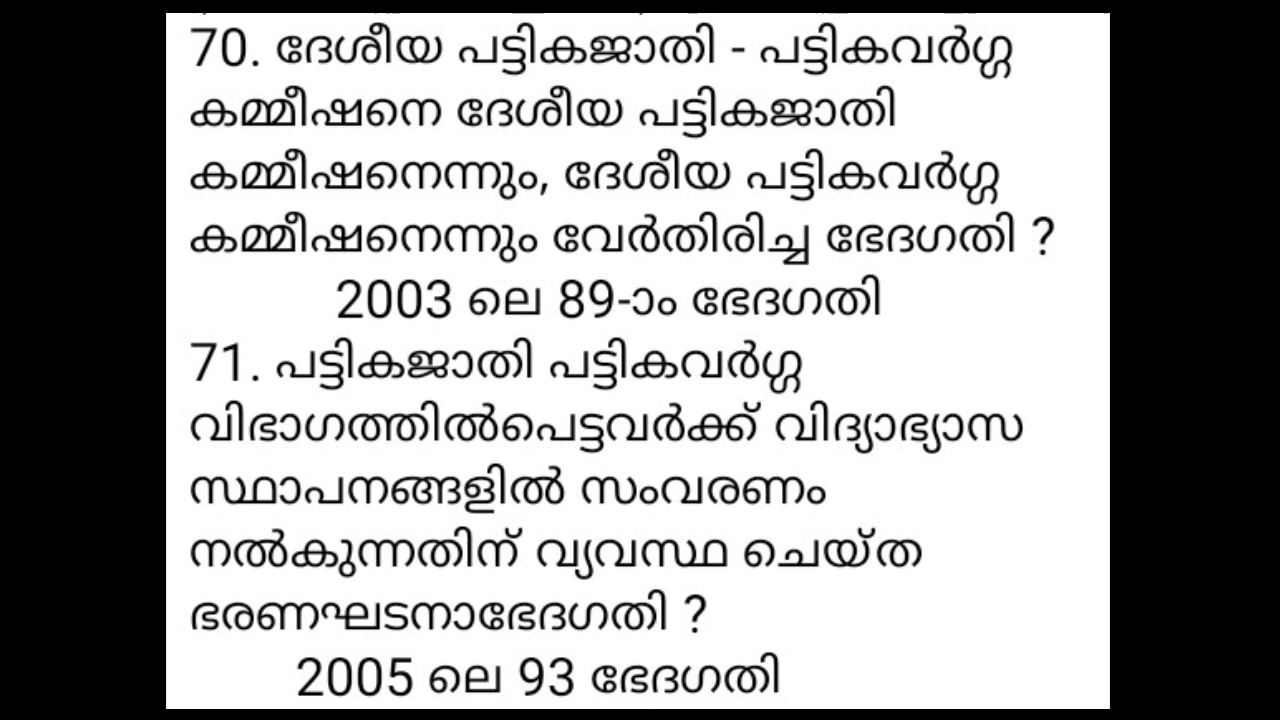 70. ദേശീയ പട്ടികജാതി - പട്ടികവർഗ്ഗ
കമ്മീഷനെ ദേശീയ പട്ടികജാതി
കമ്മീഷനെന്നും, ദേശീയ പട്ടികവർഗ്ഗ
കമ്മീഷനെന്നും വേർതിരിച്ച ഭേദഗതി ?
2003 ലെ 89-ാം ഭേദഗതി
71. പട്ടികജാതി പട്ടികവർഗ്ഗ
വിഭാഗത്തിൽപെട്ടവർക്ക് വിദ്യാഭ്യാസ
സ്ഥാപനങ്ങളിൽ സംവരണം
നൽകുന്നതിന് വ്യവസ്ഥ ചെയ്ത
ഭരണഘടനാഭേദഗതി ?
2005 ലെ 93 ഭേദഗതി